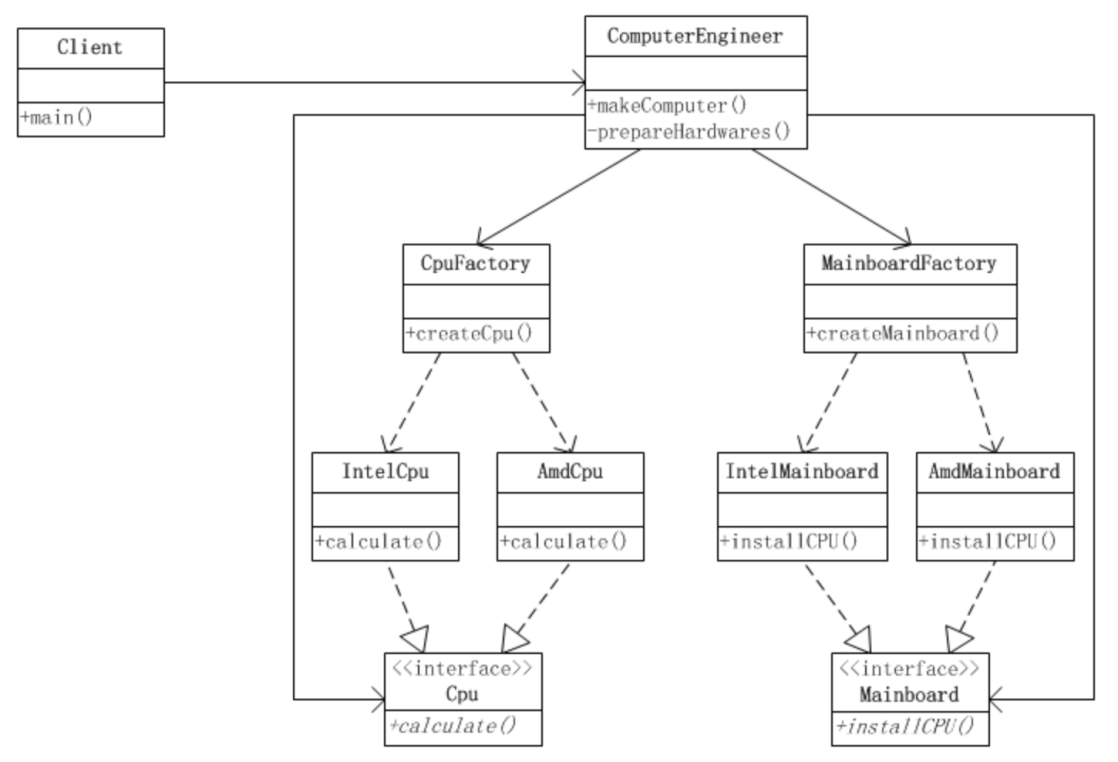 Client
+main()
ComputerEngineer
+makeComputer()
-prepareHardwares()
CpuFactory
+createCpu()
MainboardFactory
+createMainboard()
IntelCpu
+calculate()
AmdCpu
+calculate()
IntelMainboard
+installCPU()
AmdMainboard
+installCPU()
<<interface>>
Cpu
+calculate()
<<interface>>
Mainboard
+installCPU()